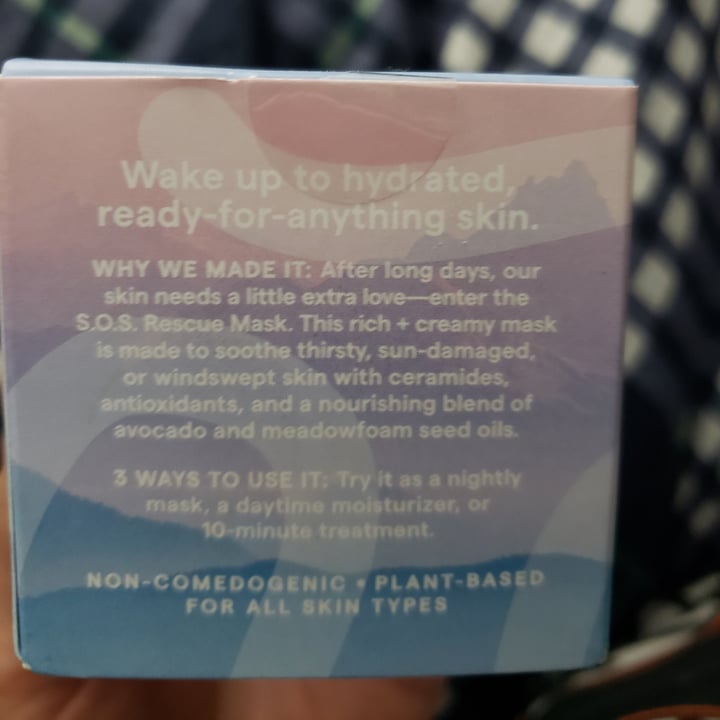 Wake up to hydrated,
ready-for-anything skin.
WHY WE MADE IT: After long days, our
skin needs a little extra love—enter the
S.O.S. Rescue Mask. This rich + creamy mask
is made to soothe thirsty, sun-damaged,
or windswept skin with ceramides,
antioxidants, and a nourishing blend of
avocado and meadowfoam seed oils.
3 WAYS TO USE IT: Try it as a nightly
mask, a daytime moisturizer, or
10-minute treatment.
NON-COMEDOGENIC • PLANT-BASED
FOR ALL SKIN TYPES